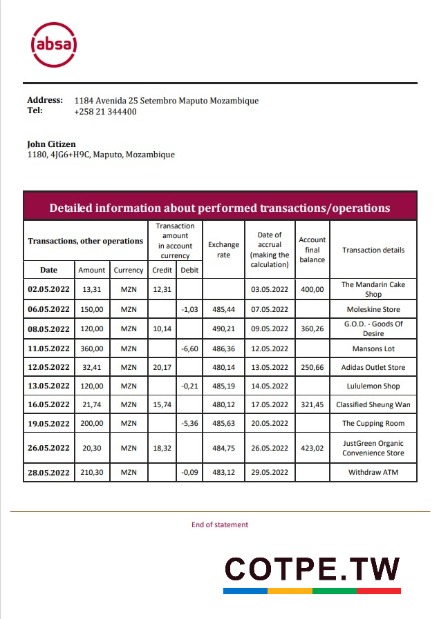 absa
Address: 1184 Avenida 25 Setembro Maputo Mozambique
Tel: +258 21 344400
John Citizen
1180, 4JG6+H9C, Maputo, Mozambique
Detailed information about performed transactions/operations
Transactions, other operations Transaction amount in account currency Exchange rate Date of accrual (making the calculation) Account final balance Transaction details
Date Amount Currency Credit Debit
02.05.2022 13,31 MZN 12,31 03.05.2022 400,00 The Mandarin Cake Shop
06.05.2022 150,00 MZN -1,03 485,44 07.05.2022 Moleskine Store
08.05.2022 120,00 MZN 10,14 490,21 09.05.2022 360,26 G.O.D. - Goods Of Desire
11.05.2022 360,00 MZN -6,60 486,36 12.05.2022 Mansons Lot
12.05.2022 32,41 MZN 20,17 480,14 13.05.2022 250,66 Adidas Outlet Store
13.05.2022 120,00 MZN -0,21 485,19 14.05.2022 Lululemon Shop
16.05.2022 21,74 MZN 15,74 480,12 17.05.2022 321,45 Classified Sheung Wan
19.05.2022 200,00 MZN -5,36 485,63 20.05.2022 The Cupping Room
26.05.2022 20,30 MZN 18,32 484,75 26.05.2022 423,02 JustGreen Organic Convenience Store
28.05.2022 210,30 MZN -0,09 483,12 29.05.2022 Withdraw ATM
End of statement
COTPE.TW